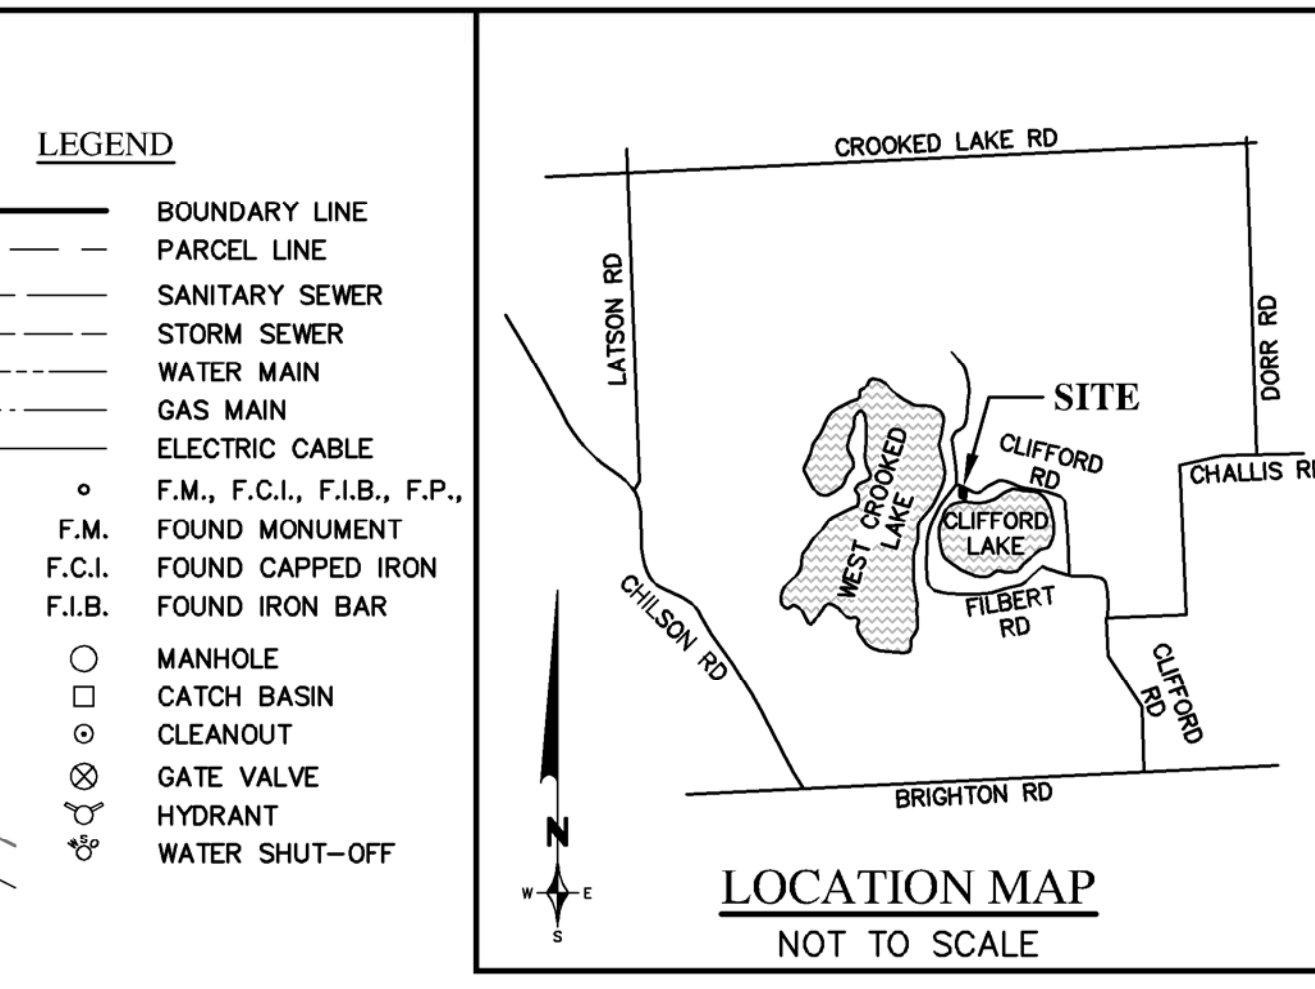 LEGEND
BOUNDARY LINE
PARCEL LINE
SANITARY SEWER
STORM SEWER
WATER MAIN
GAS MAIN
ELECTRIC CABLE
F.M., F.C.I., F.I.B., F.P.,
F.M. FOUND MONUMENT
F.C.I. FOUND CAPPED IRON
F.I.B. FOUND IRON BAR
MANHOLE
CATCH BASIN
CLEANOUT
GATE VALVE
HYDRANT
WSO WATER SHUT-OFF
CROOKED LAKE RD
LATSON RD
DORR RD
SITE
CLIFFORD
RD
CHALLIS RD
WEST CROOKED
LAKE
CLIFFORD
LAKE
FILBERT
RD
CHILSON RD
CLIFFORD
RD
BRIGHTON RD
N
W E
S
LOCATION MAP
NOT TO SCALE